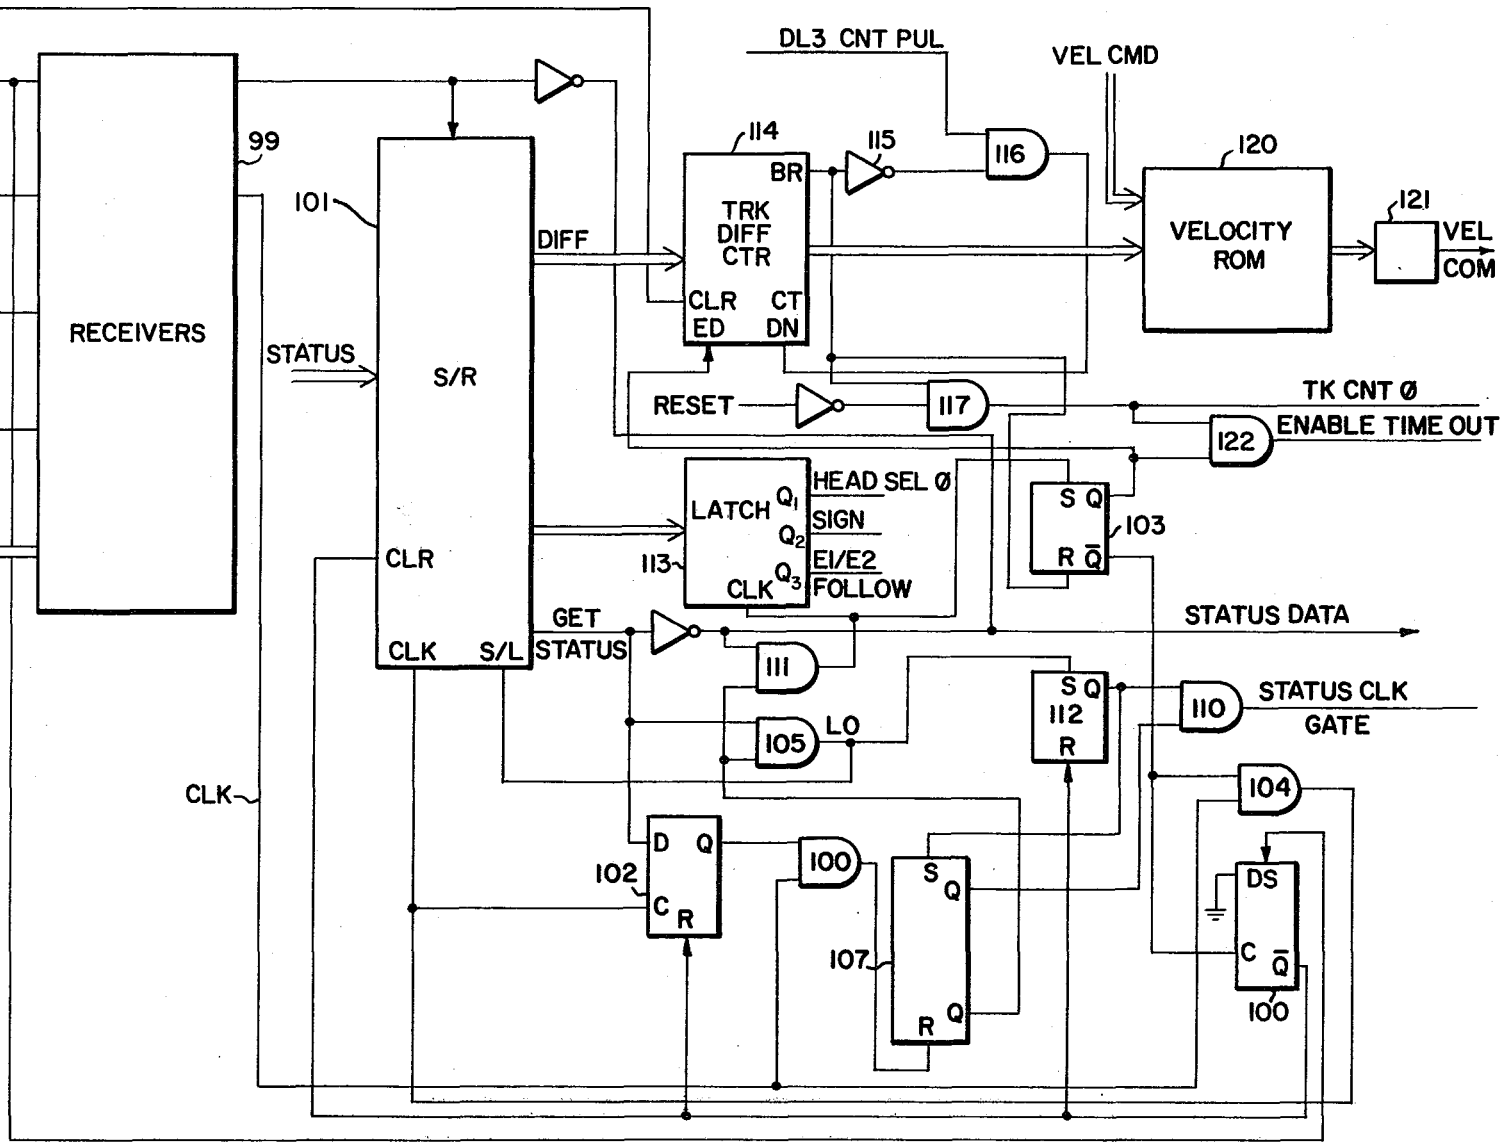 DL3 CNT PUL
VEL CMD
99
114
115
116
120
BR
101
TRK
DIFF
CTR
DIFF
VELOCITY
ROM
121
VEL
COM
CLR
CT
ED
DN
RECEIVERS
STATUS
S/R
RESET
117
TK CNT Ø
ENABLE TIME OUT
122
LATCH
Q1
HEAD SEL Ø
Q2
SIGN
Q3
E1/E2
FOLLOW
113
CLK
S Q
103
R Q̅
CLR
GET
STATUS
STATUS DATA
CLK
S/L
111
S Q
112
R
110
STATUS CLK
GATE
105
LO
CLK
104
D Q
102
C
R
100
S
Q
107
Q
R
DS
C
Q̅
100